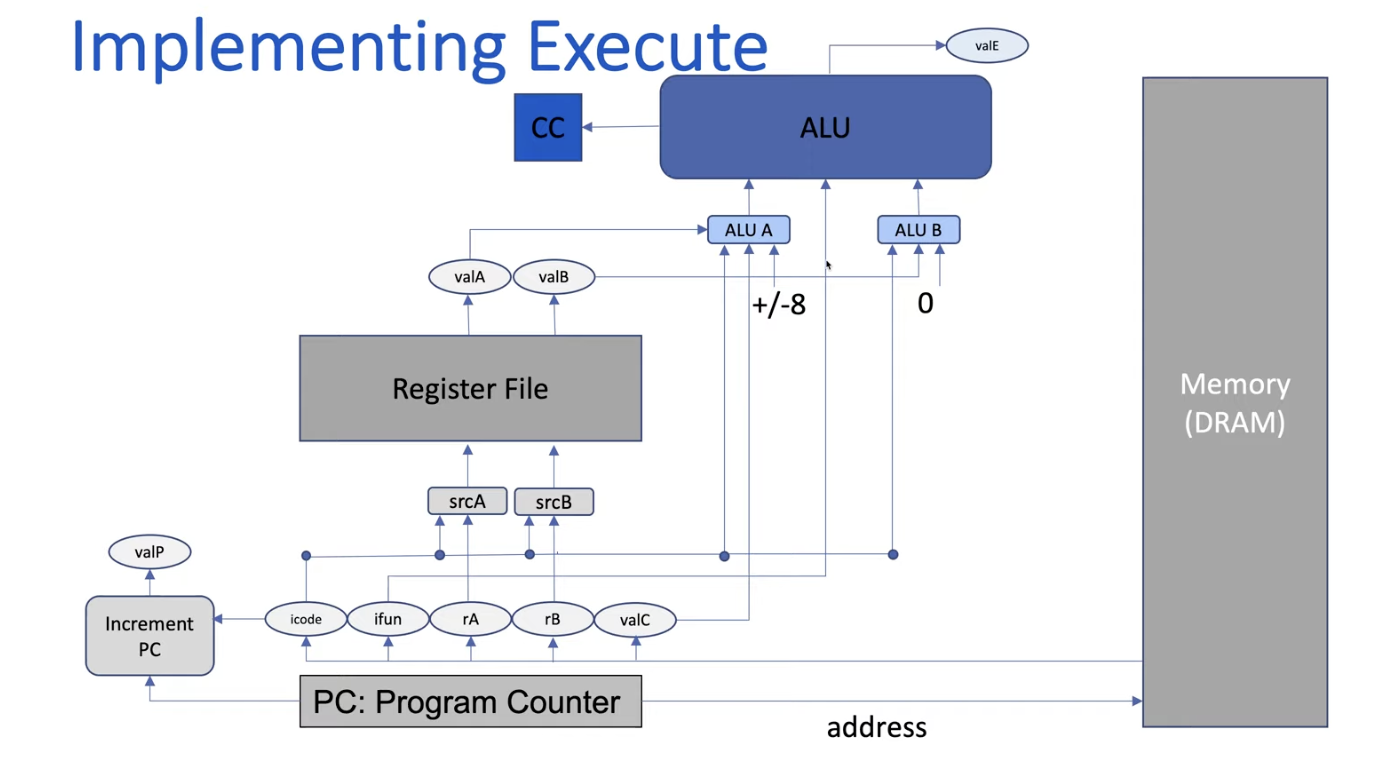 Implementing Execute
valE
CC
ALU
ALU A
ALU B
valA
valB
+/-8
0
Register File
Memory
(DRAM)
srcA
srcB
valP
Increment
PC
icode
ifun
rA
rB
valC
PC: Program Counter
address